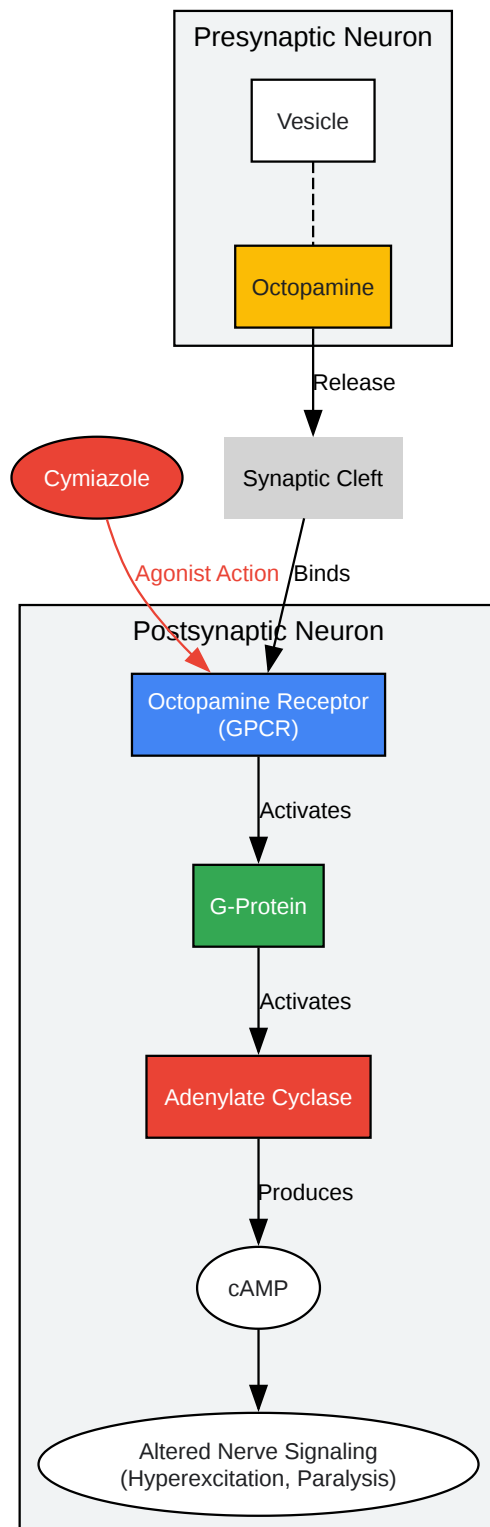 Presynaptic Neuron
Vesicle
Octopamine
Release
Cymiazole
Synaptic Cleft
Agonist Action
Binds
Postsynaptic Neuron
Octopamine Receptor
(GPCR)
Activates
G-Protein
Activates
Adenylate Cyclase
Produces
cAMP
Altered Nerve Signaling
(Hyperexcitation, Paralysis)